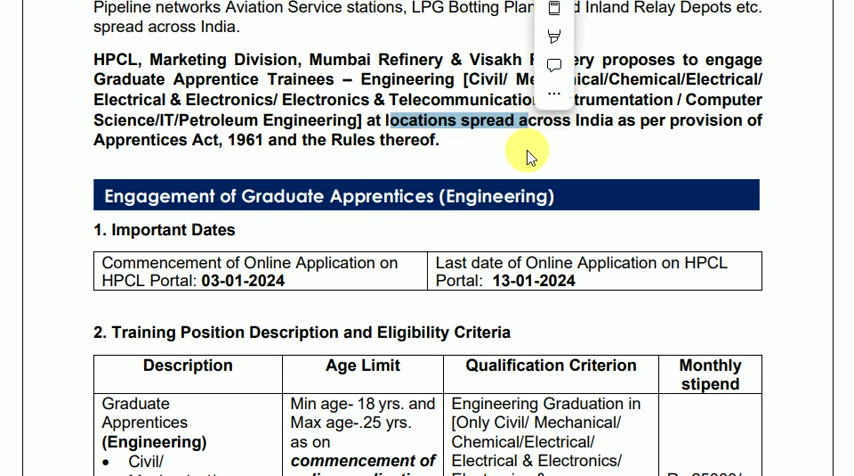 Pipeline networks Aviation Service stations, LPG Botting Plan d Inland Relay Depots etc.
spread across India.
HPCL, Marketing Division, Mumbai Refinery & Visakh R ery proposes to engage
Graduate Apprentice Trainees – Engineering [Civil/ Me ical/Chemical/Electrical/
Electrical & Electronics/ Electronics & Telecommunicatio trumentation / Computer
Science/IT/Petroleum Engineering] at locations spread across India as per provision of
Apprentices Act, 1961 and the Rules thereof.
Engagement of Graduate Apprentices (Engineering)
1. Important Dates
Commencement of Online Application on
HPCL Portal: 03-01-2024
Last date of Online Application on HPCL
Portal: 13-01-2024
2. Training Position Description and Eligibility Criteria
Description
Age Limit
Qualification Criterion
Monthly
stipend
Graduate
Apprentices
(Engineering)
• Civil/
Min age- 18 yrs. and
Max age-.25 yrs.
as on
commencement of
Engineering Graduation in
[Only Civil/ Mechanical/
Chemical/Electrical/
Electrical & Electronics/